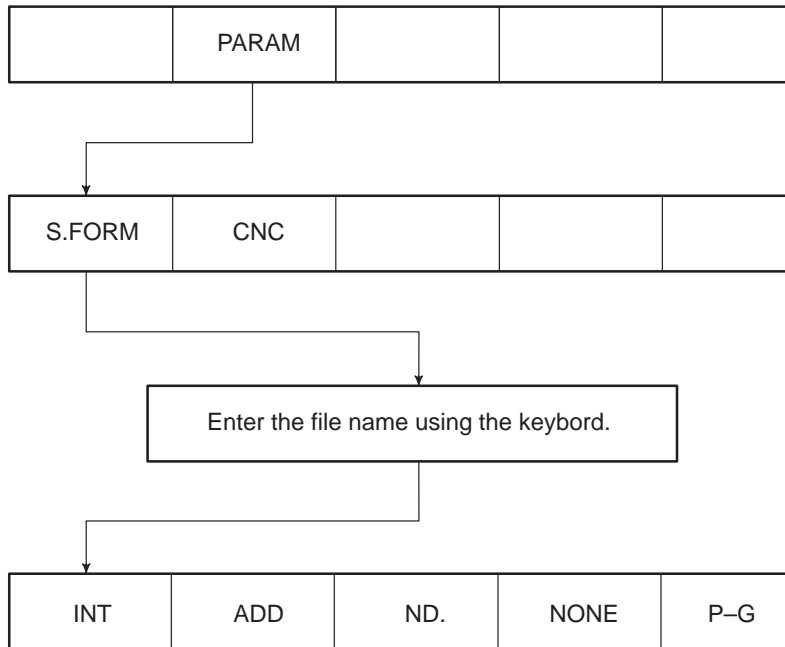 PARAM
S.FORM CNC
Enter the file name using the keybord.
INT ADD ND. NONE P–G